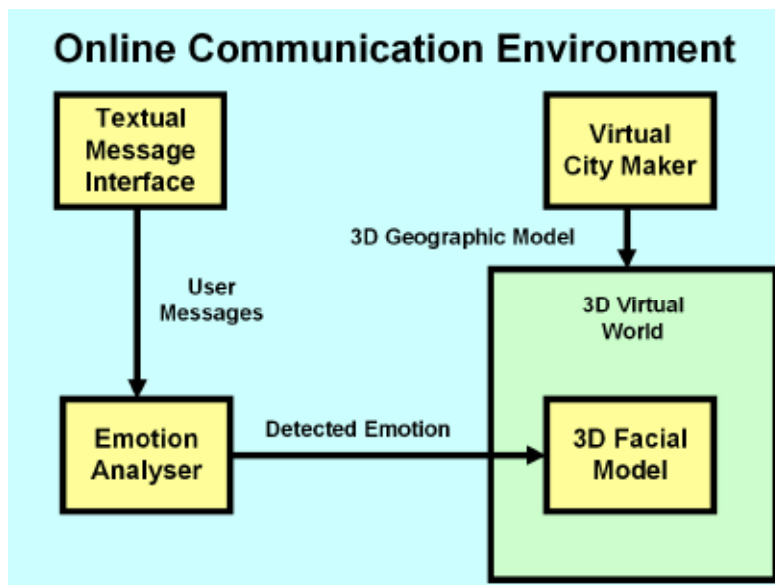 Online Communication Environment
Textual
Message
Interface
Virtual
City Maker
3D Geographic Model
User
Messages
3D Virtual
World
Emotion
Analyser
Detected Emotion
3D Facial
Model